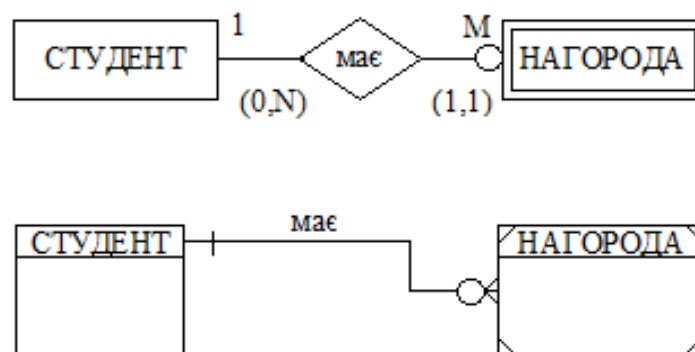 1 M
СТУДЕНТ має НАГОРОДА
(0,N) (1,1)
має
СТУДЕНТ НАГОРОДА